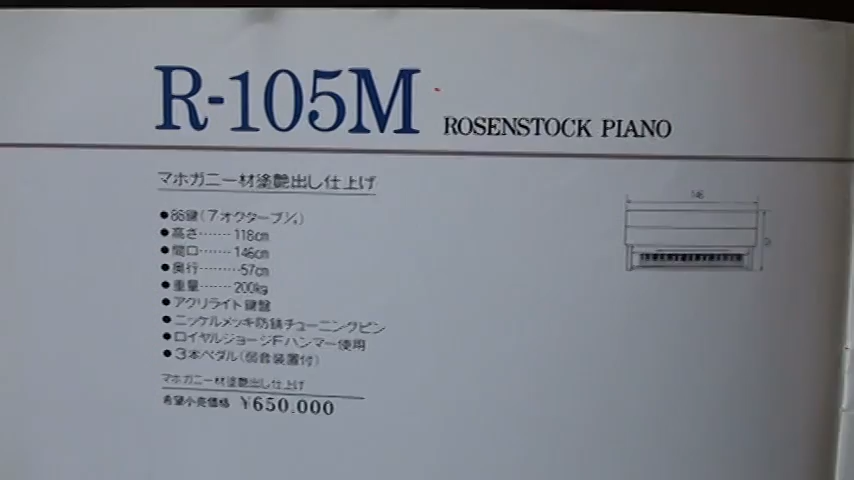 R-105M ROSENSTOCK PIANO
マホガニー材塗艶出し仕上げ
●88鍵(7オクターブ¼)
●高さ……118cm
●間口……146cm
●奥行………57cm
●重量……200kg
●アクリライト鍵盤
●ニッケルメッキ防錆チューニングピン
●ロイヤルジョージFハンマー使用
●3本ペダル(弱音装置付)
マホガニー材塗艶出し仕上げ
希望小売価格 ¥650.000
146